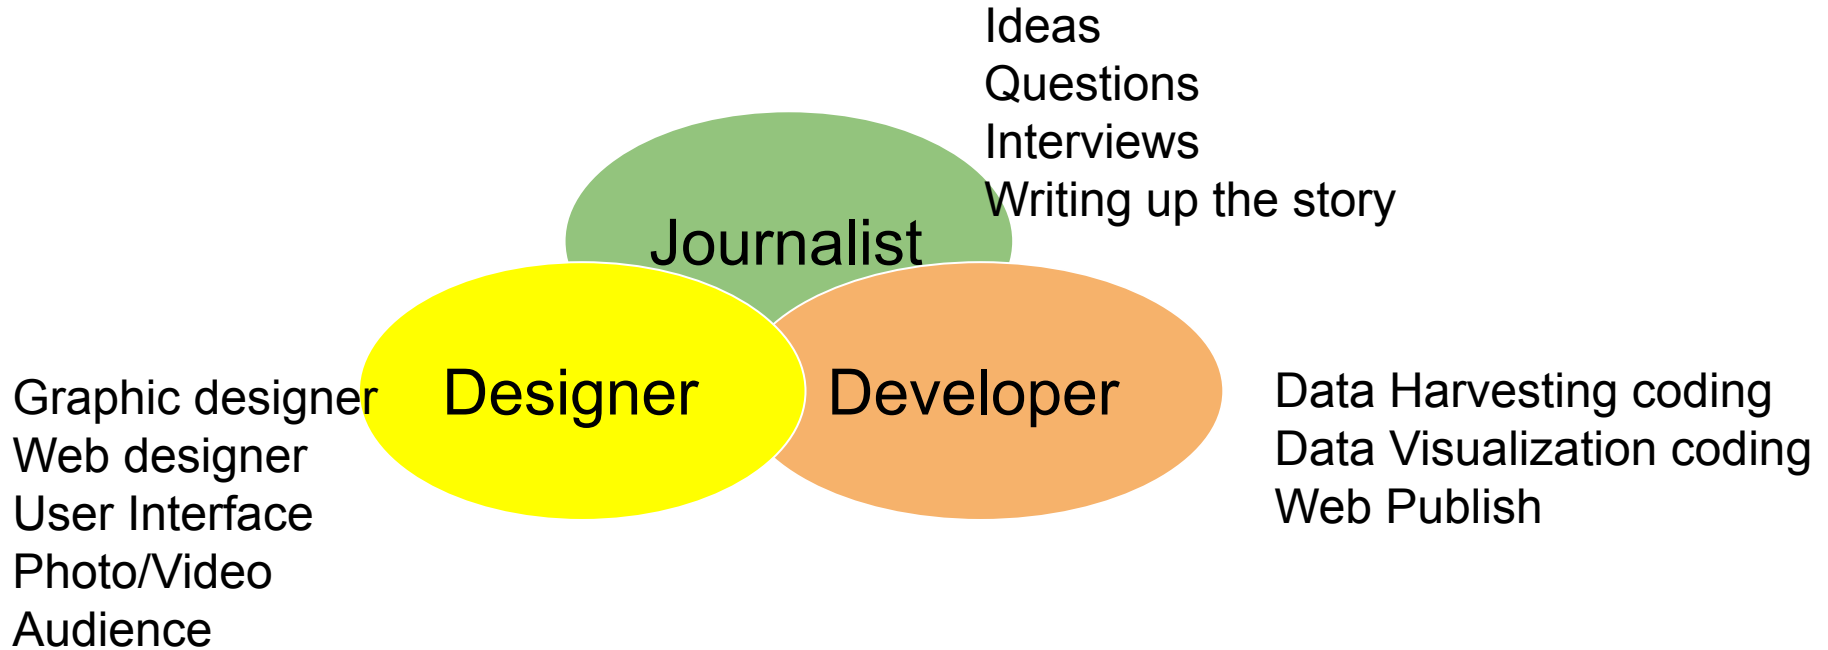 Ideas
Questions
Interviews
Writing up the story
Journalist
Designer
Developer
Graphic designer
Web designer
User Interface
Photo/Video
Audience
Data Harvesting coding
Data Visualization coding
Web Publish